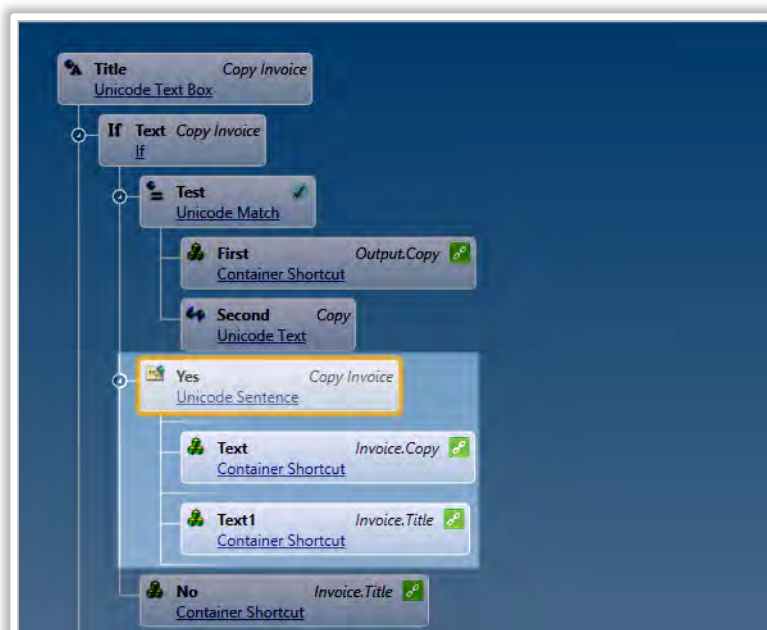 Title Copy Invoice
Unicode Text Box
If Text Copy Invoice
If
Test
Unicode Match
First Output.Copy
Container Shortcut
Second Copy
Unicode Text
Yes Copy Invoice
Unicode Sentence
Text Invoice.Copy
Container Shortcut
Text1 Invoice.Title
Container Shortcut
No Invoice.Title
Container Shortcut